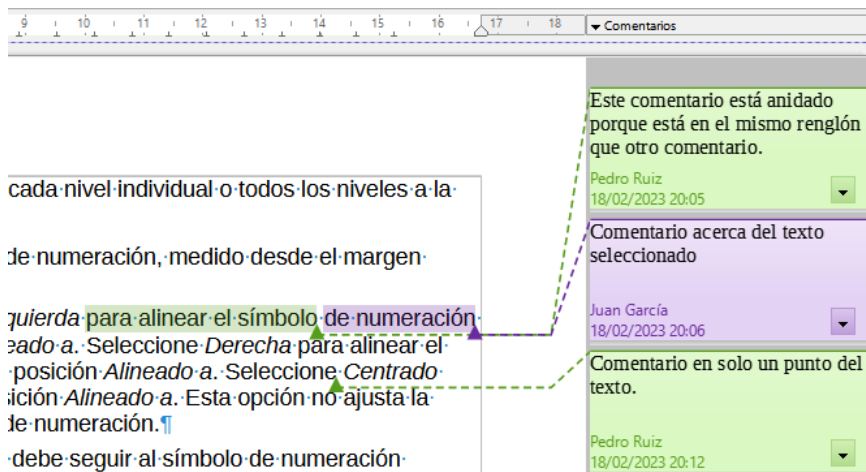 9 10 11 12 13 14 15 16 17 18
Comentarios
cada nivel individual o todos los niveles a la
de numeración, medido desde el margen
quierda para alinear el símbolo de numeración
eado a. Seleccione Derecha para alinear el
posición Alineado a. Seleccione Centrado
sición Alineado a. Esta opción no ajusta la
de numeración.¶
debe seguir al símbolo de numeración
Este comentario está anidado
porque está en el mismo renglón
que otro comentario.
Pedro Ruiz
18/02/2023 20:05
Comentario acerca del texto
seleccionado
Juan García
18/02/2023 20:06
Comentario en solo un punto del
texto.
Pedro Ruiz
18/02/2023 20:12